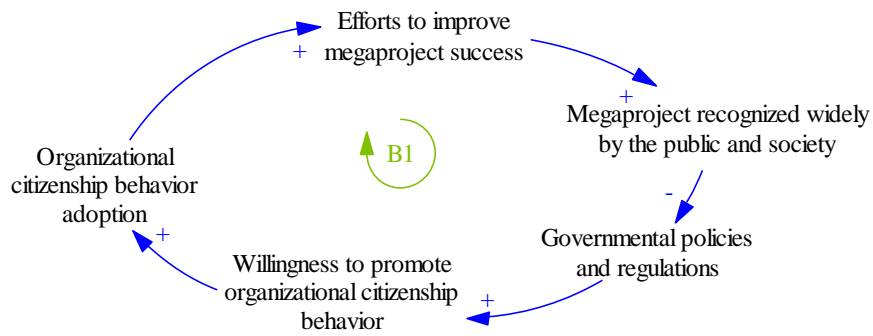 Efforts to improve
megaproject success
+
+
Megaproject recognized widely
by the public and society
-
Governmental policies
and regulations
+
Willingness to promote
organizational citizenship
behavior
+
Organizational
citizenship behavior
adoption
B1